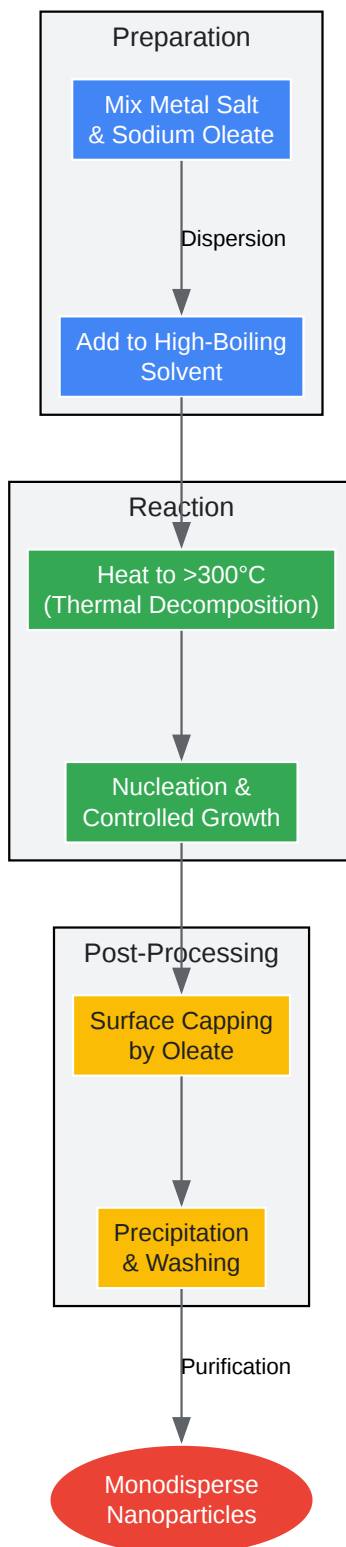 Preparation
Mix Metal Salt
& Sodium Oleate
Dispersion
Add to High-Boiling
Solvent
Reaction
Heat to >300°C
(Thermal Decomposition)
Nucleation &
Controlled Growth
Post-Processing
Surface Capping
by Oleate
Precipitation
& Washing
Purification
Monodisperse
Nanoparticles